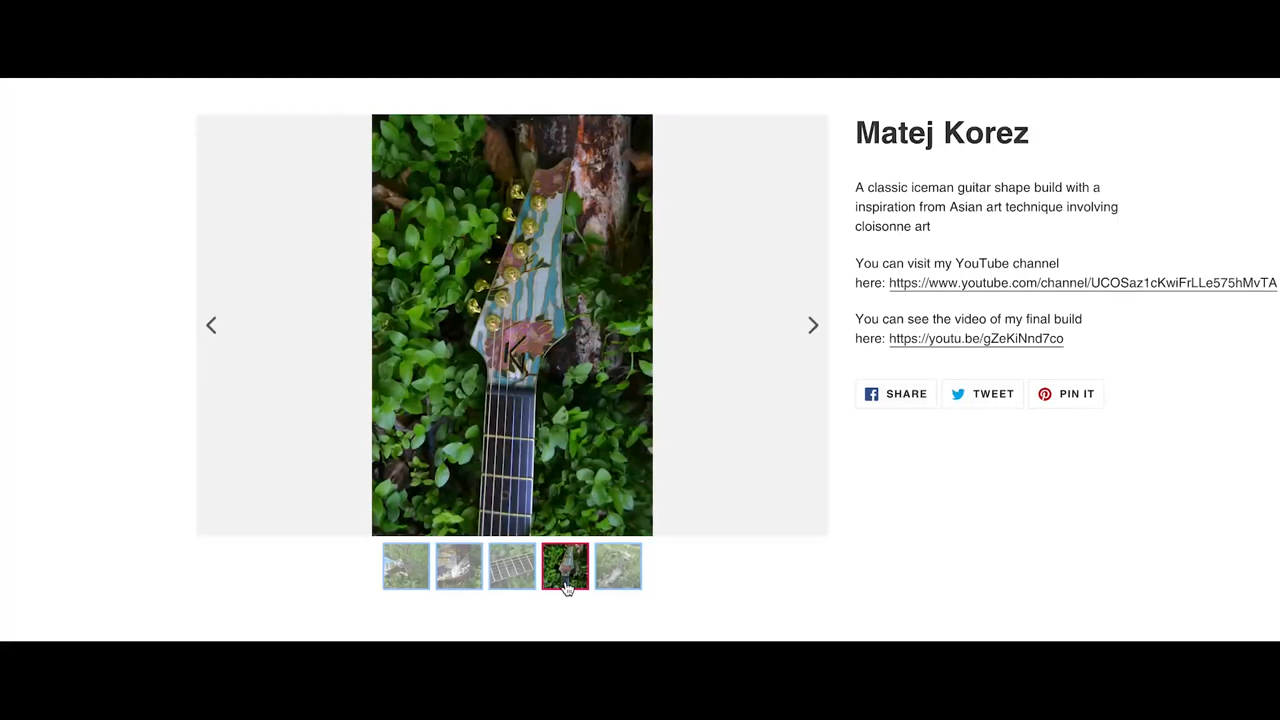 Matej Korez
A classic iceman guitar shape build with a
inspiration from Asian art technique involving
cloisonne art
You can visit my YouTube channel
here: https://www.youtube.com/channel/UCOSaz1cKwiFrLLe575hMvTA
You can see the video of my final build
here: https://youtu.be/gZeKiNnd7co
SHARE TWEET PIN IT
K